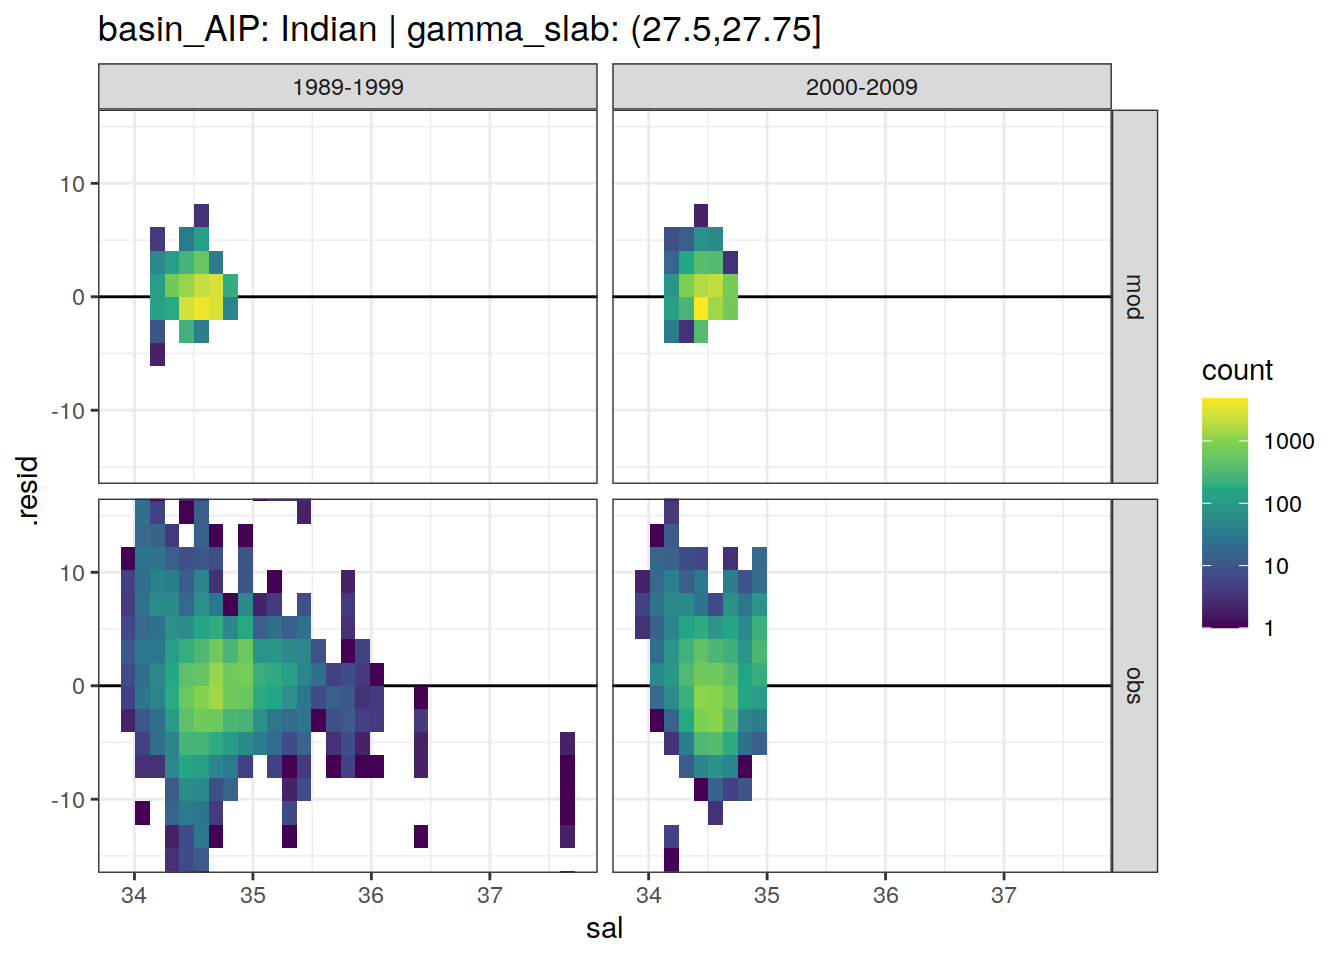 basin_AIP: Indian | gamma_slab: (27.5,27.75]
1989-1999
2000-2009
10
0
-10
mod
10
0
-10
obs
.resid
34 35 36 37
34 35 36 37
sal
count
1000
100
10
1